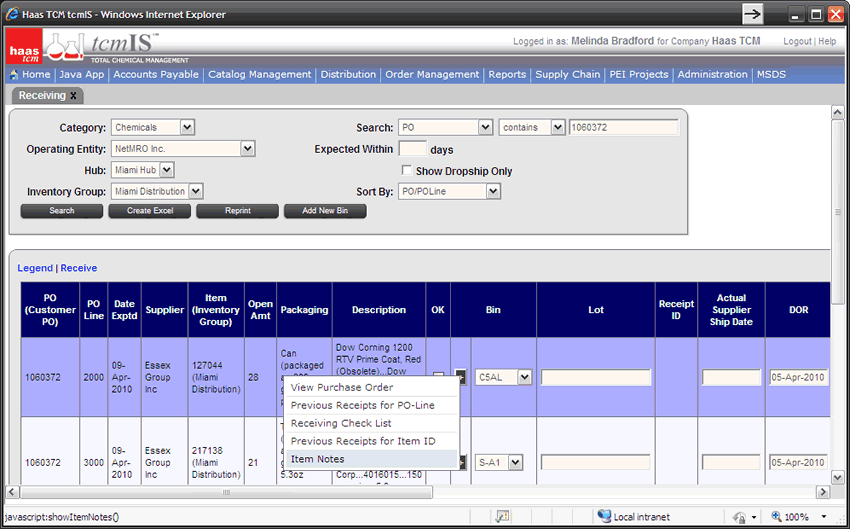 Haas TCM tcmIS - Windows Internet Explorer
haas tcm tcmIS™
TOTAL CHEMICAL MANAGEMENT
Logged in as: Melinda Bradford for Company Haas TCM Logout | Help
Home | Java App | Accounts Payable | Catalog Management | Distribution | Order Management | Reports | Supply Chain | PEI Projects | Administration | MSDS
Receiving x
Category: Chemicals Search: PO contains 1060372
Operating Entity: NetMRO Inc. Expected Within days
Hub: Miami Hub Show Dropship Only
Inventory Group: Miami Distribution Sort By: PO/POLine
Search Create Excel Reprint Add New Bin
Legend | Receive
PO (Customer PO)
PO Line
Date Exptd
Supplier
Item (Inventory Group)
Open Amt
Packaging
Description
OK
Bin
Lot
Receipt ID
Actual Supplier Ship Date
DOR
1060372
2000
09-Apr-2010
Essex Group Inc
127044 (Miami Distribution)
28
Can (packaged
Dow Corning 1200
RTV Prime Coat, Red
(Obsolete)...Dow
C5AL
05-Apr-2010
View Purchase Order
Previous Receipts for PO-Line
Receiving Check List
Previous Receipts for Item ID
Item Notes
1060372
3000
09-Apr-2010
Essex Group Inc
217138 (Miami Distribution)
21
5.3oz
Corp...4016015...150
S-A1
05-Apr-2010
javascript:showItemNotes()
Local intranet
100%